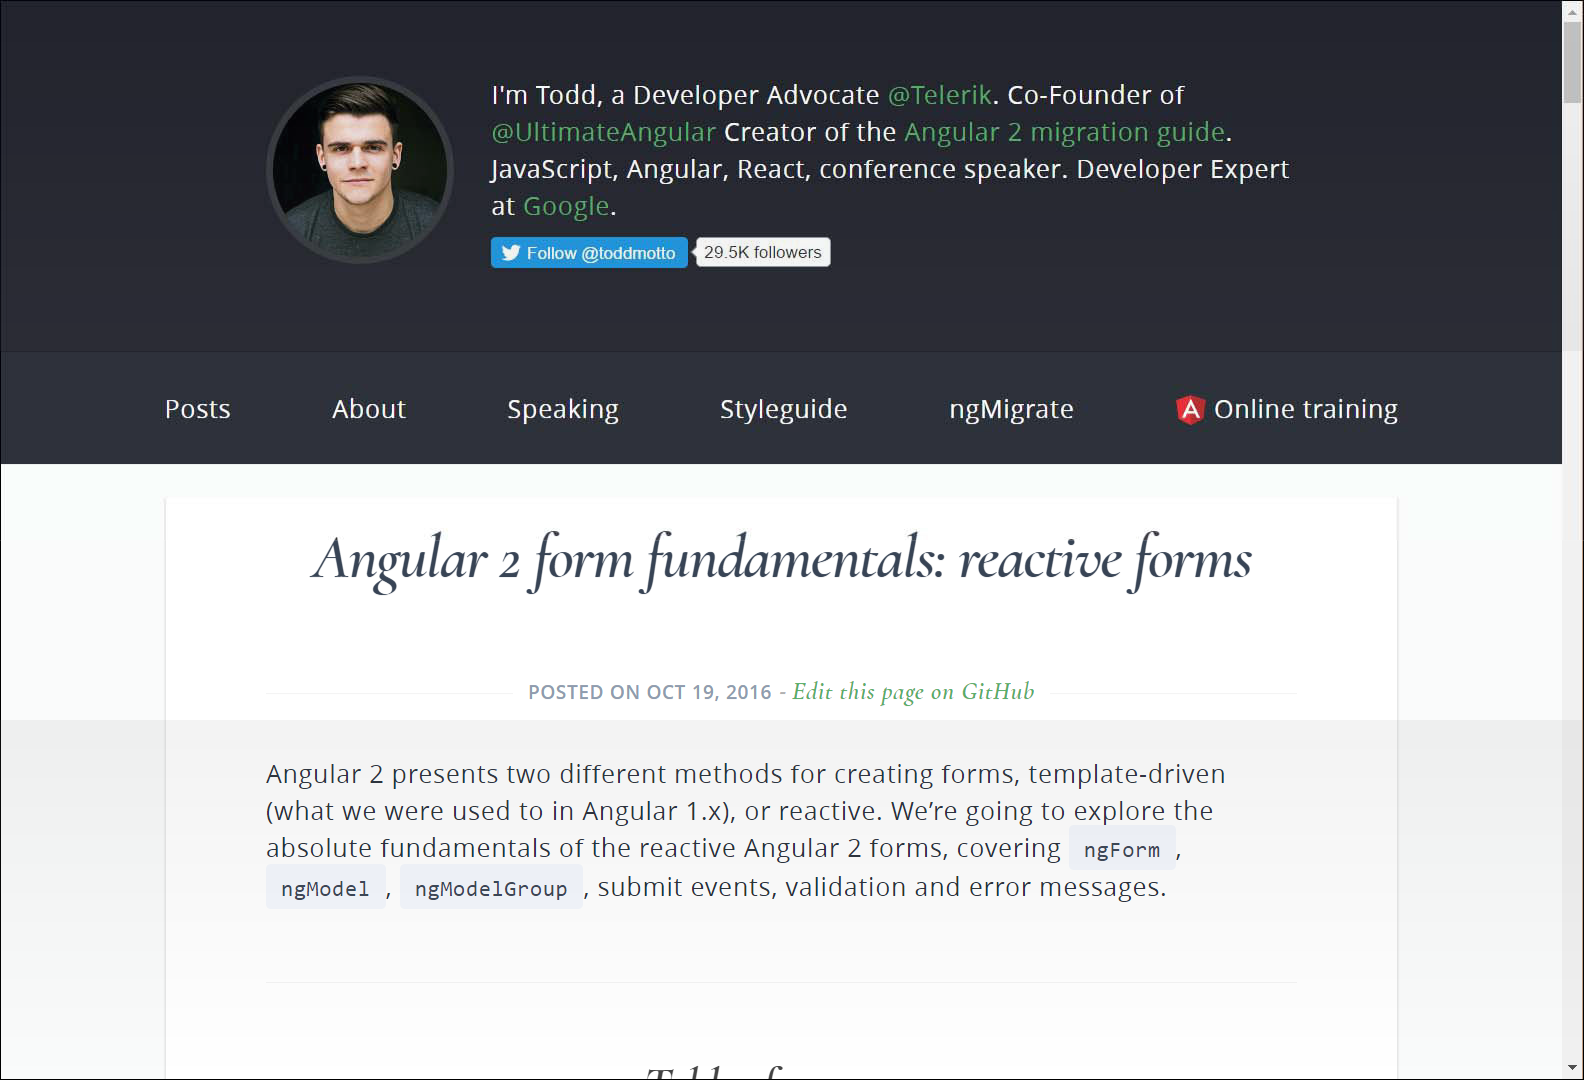 I'm Todd, a Developer Advocate @Telerik. Co-Founder of
@UltimateAngular Creator of the Angular 2 migration guide.
JavaScript, Angular, React, conference speaker. Developer Expert
at Google.
Follow @toddmotto 29.5K followers
Posts About Speaking Styleguide ngMigrate A Online training
Angular 2 form fundamentals: reactive forms
POSTED ON OCT 19, 2016 - Edit this page on GitHub
Angular 2 presents two different methods for creating forms, template-driven
(what we were used to in Angular 1.x), or reactive. We’re going to explore the
absolute fundamentals of the reactive Angular 2 forms, covering ngForm ,
ngModel , ngModelGroup , submit events, validation and error messages.